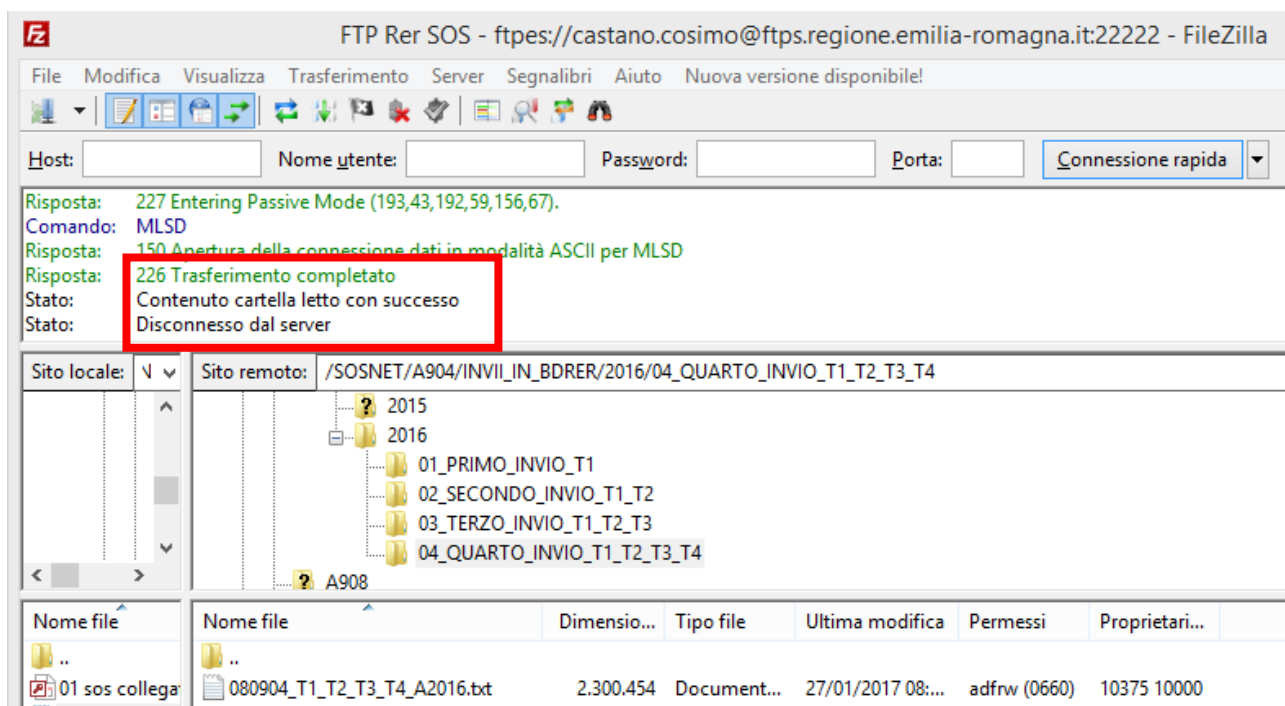 FTP Rer SOS - ftpes://castano.cosimo@ftps.regione.emilia-romagna.it:22222 - FileZilla
File Modifica Visualizza Trasferimento Server Segnalibri Aiuto Nuova versione disponibile!
Host: Nome utente: Password: Porta: Connessione rapida
Risposta: 227 Entering Passive Mode (193,43,192,59,156,67).
Comando: MLSD
Risposta: 150 Apertura della connessione dati in modalità ASCII per MLSD
Risposta: 226 Trasferimento completato
Stato: Contenuto cartella letto con successo
Stato: Disconnesso dal server
Sito locale: Sito remoto: /SOSNET/A904/INVII_IN_BDRER/2016/04_QUARTO_INVIO_T1_T2_T3_T4
2015
2016
01_PRIMO_INVIO_T1
02_SECONDO_INVIO_T1_T2
03_TERZO_INVIO_T1_T2_T3
04_QUARTO_INVIO_T1_T2_T3_T4
A908
Nome file Nome file Dimensio... Tipo file Ultima modifica Permessi Proprietari...
.. ..
01 sos collega 080904_T1_T2_T3_T4_A2016.txt 2.300.454 Document... 27/01/2017 08:... adfrw (0660) 10375 10000